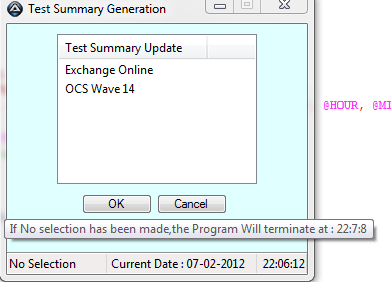 Test Summary Generation
Test Summary Update
Exchange Online
OCS Wave 14
@HOUR, @MI
OK Cancel
If No selection has been made,the Program Will terminate at : 22:7:8
No Selection Current Date : 07-02-2012 22:06:12